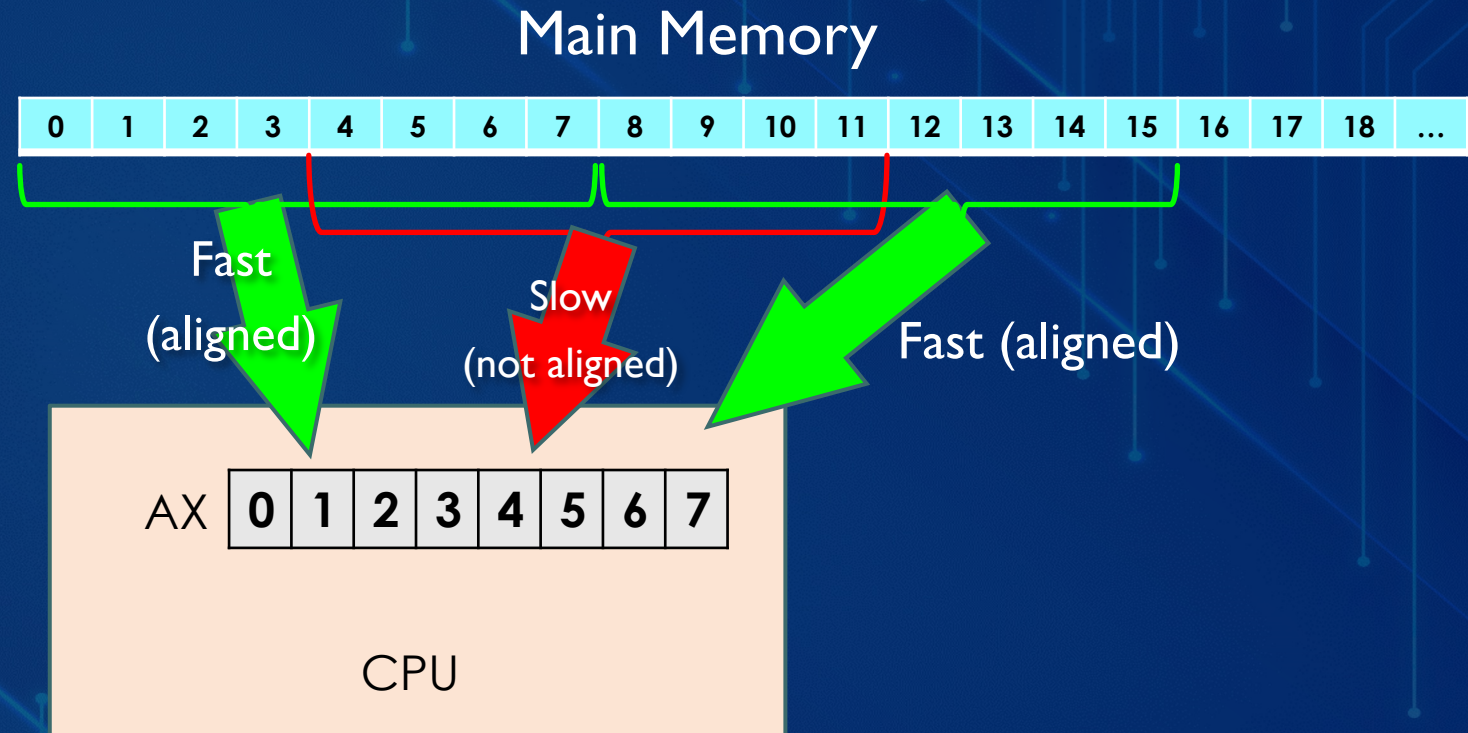 Main Memory
0 1 2 3 4 5 6 7 8 9 10 11 12 13 14 15 16 17 18 ...
Fast
(aligned)
Slow
(not aligned)
Fast (aligned)
AX 0 1 2 3 4 5 6 7
CPU